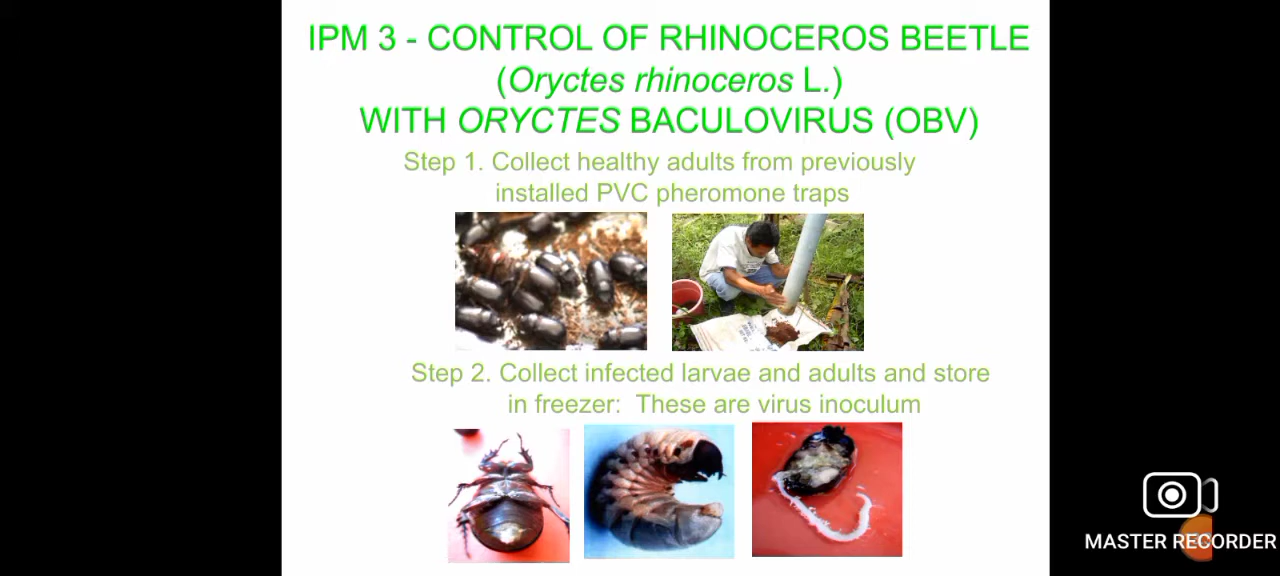 IPM 3 - CONTROL OF RHINOCEROS BEETLE
(Oryctes rhinoceros L.)
WITH ORYCTES BACULOVIRUS (OBV)
Step 1. Collect healthy adults from previously
installed PVC pheromone traps
Step 2. Collect infected larvae and adults and store
in freezer: These are virus inoculum
MASTER RECORDER